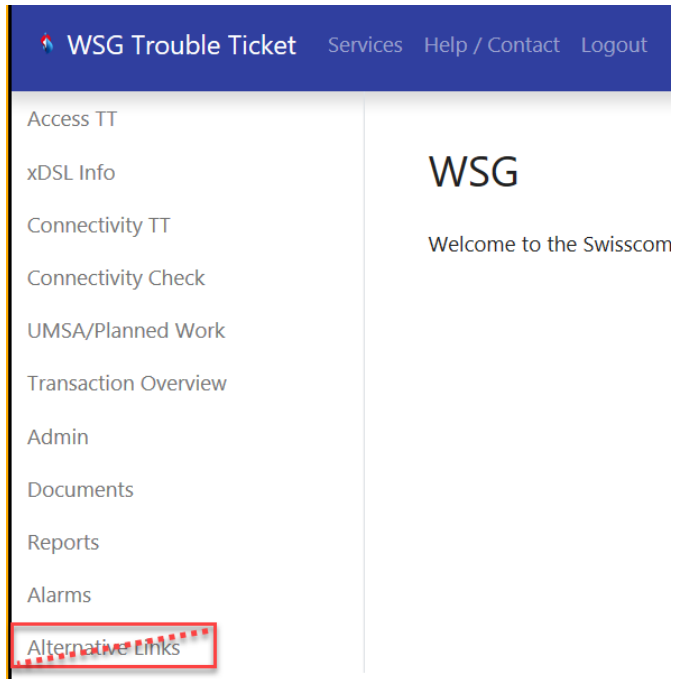 WSG Trouble Ticket Services Help / Contact Logout
Access TT
xDSL Info
Connectivity TT
Connectivity Check
UMSA/Planned Work
Transaction Overview
Admin
Documents
Reports
Alarms
Alternative Links
WSG
Welcome to the Swisscom